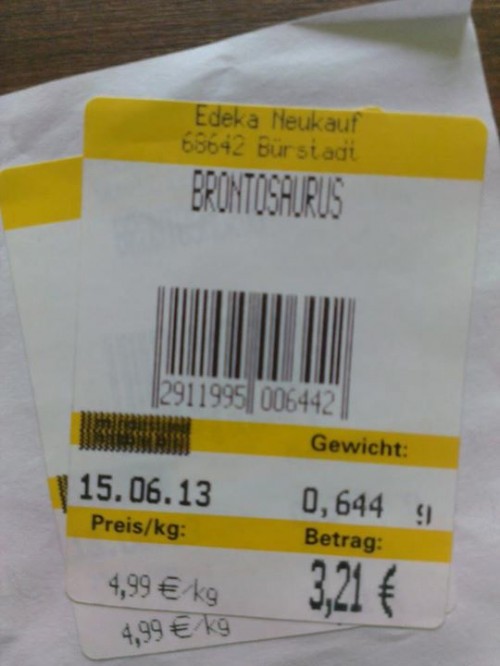 Edeka Neukauf
68642 Bürstadt
BRONTOSAURUS
2911995 006442
Gewicht:
15.06.13 0,644 g
Preis/kg: Betrag:
4,99 €/kg 3,21 €
4,99 €/kg